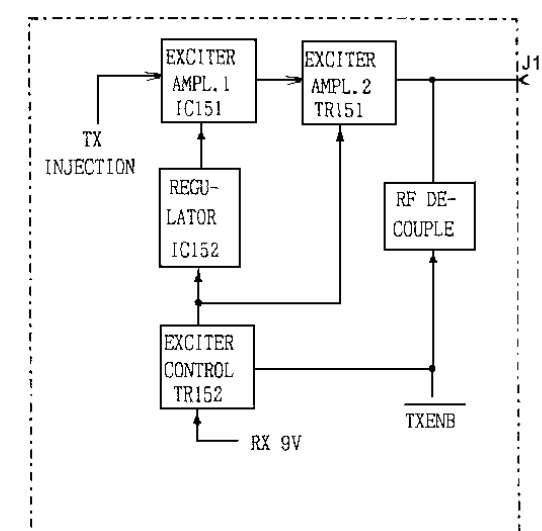 EXCITER
AMPL.1
IC151
EXCITER
AMPL.2
TR151
J1
TX
INJECTION
REGU-
LATOR
IC152
RF DE-
COUPLE
EXCITER
CONTROL
TR152
TXENB
RX 9V